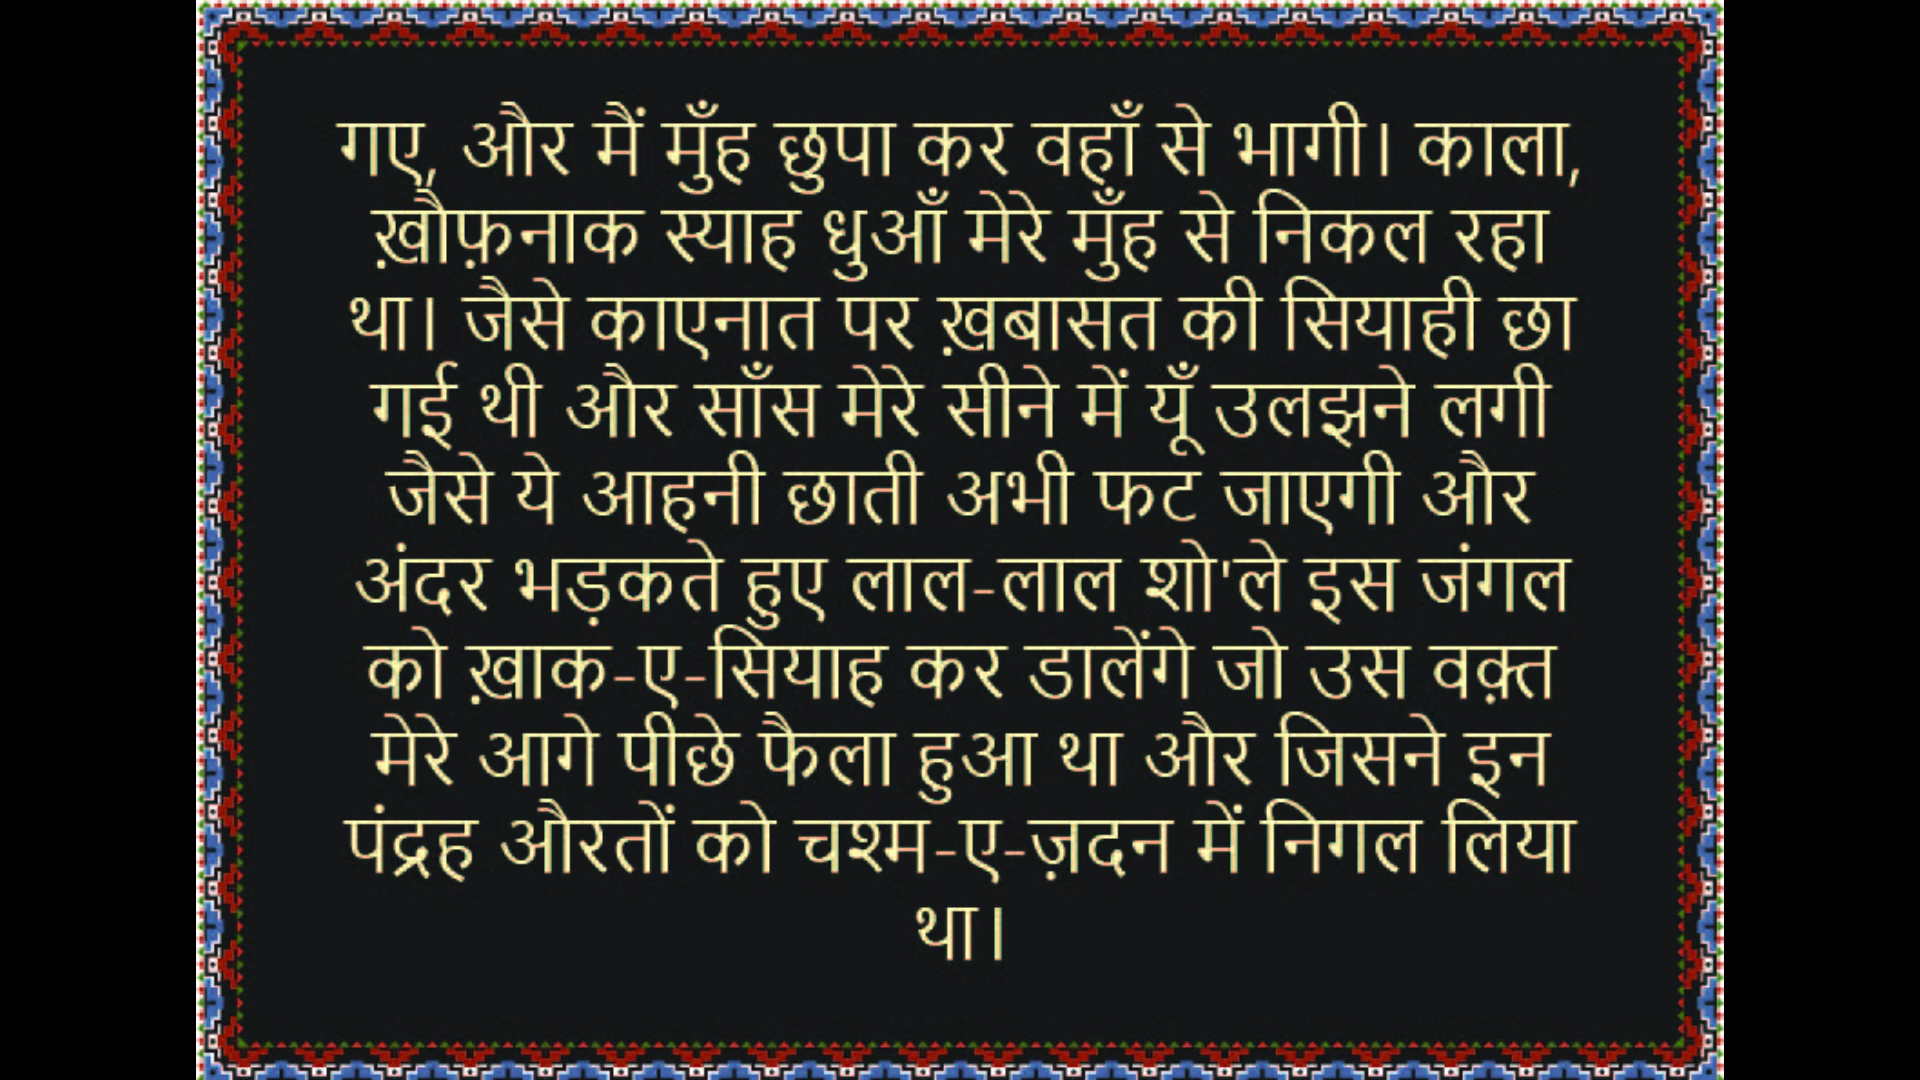 गए, और मैं मुँह छुपा कर वहाँ से भागी। काला,
ख़ौफ़नाक स्याह धुआँ मेरे मुँह से निकल रहा
था। जैसे काएनात पर ख़बासत की सियाही छा
गई थी और साँस मेरे सीने में यूँ उलझने लगी
जैसे ये आहनी छाती अभी फट जाएगी और
अंदर भड़कते हुए लाल-लाल शो'ले इस जंगल
को ख़ाक-ए-सियाह कर डालेंगे जो उस वक़्त
मेरे आगे पीछे फैला हुआ था और जिसने इन
पंद्रह औरतों को चश्म-ए-ज़दन में निगल लिया
था।